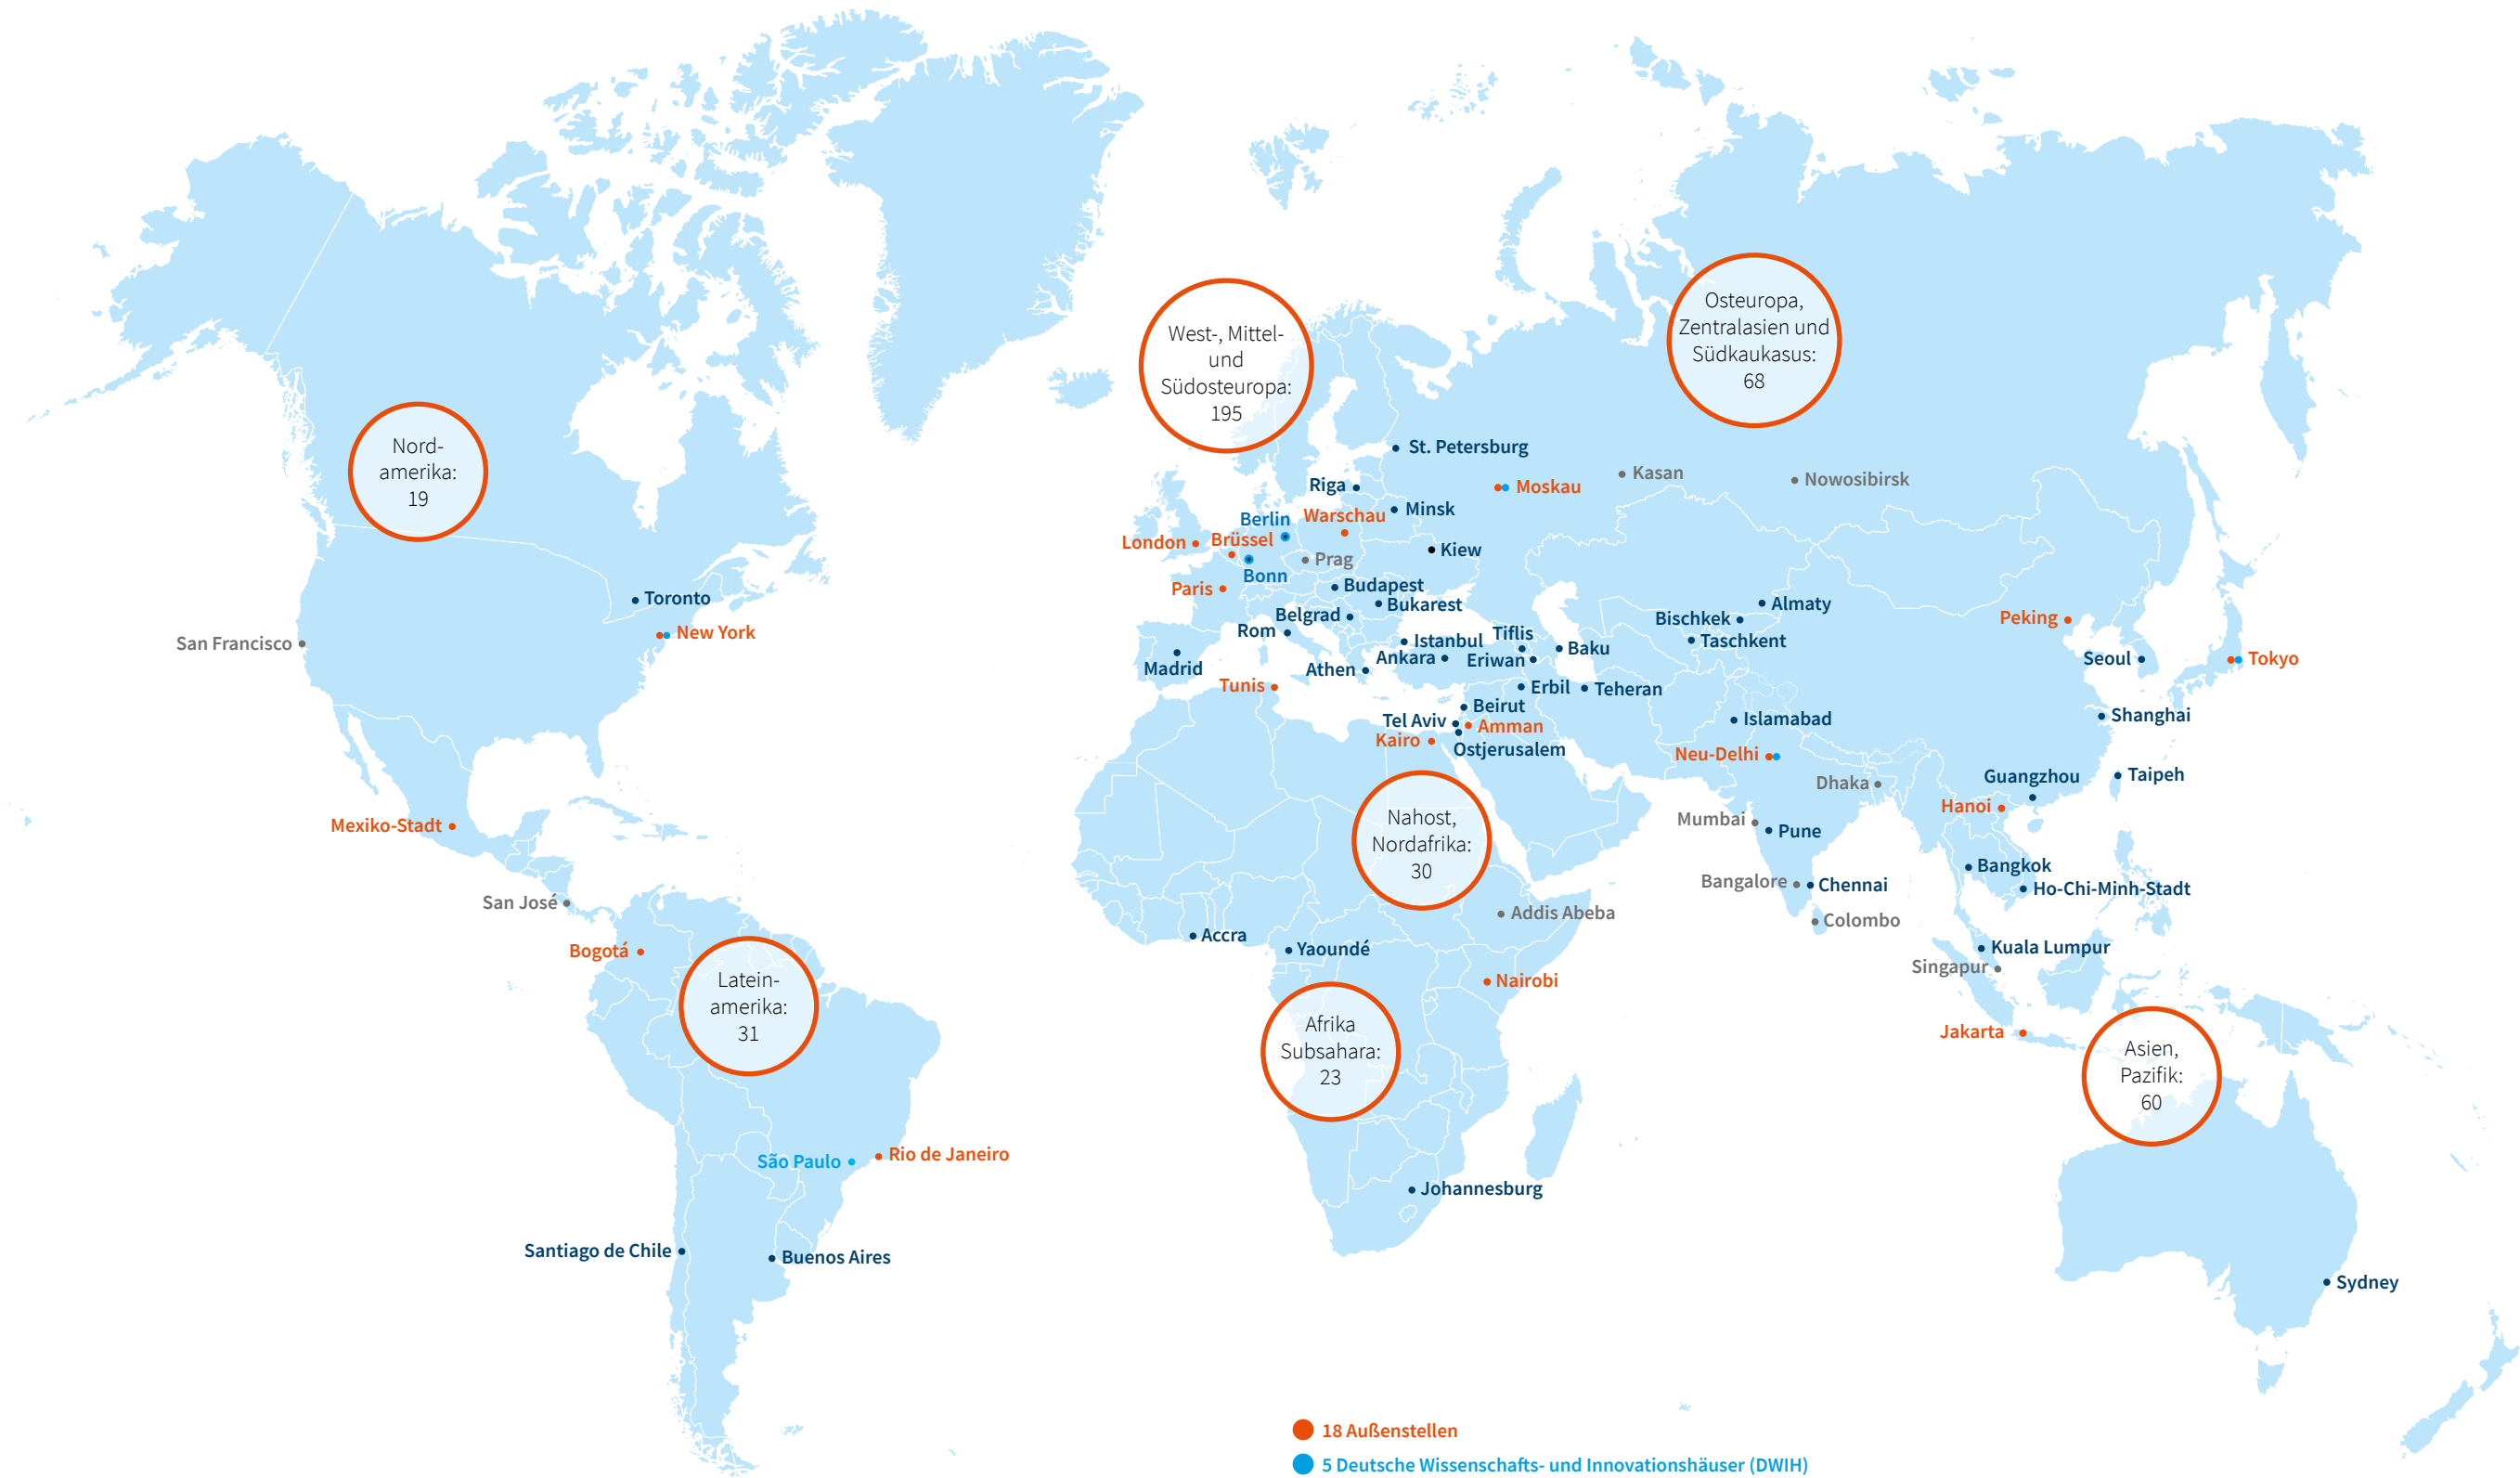 West-, Mittel-
und
Südosteuropa:
195
Osteuropa,
Zentralasien und
Südkaukasus:
68
Nord-
amerika:
19
St. Petersburg
Kasan
Nowosibirsk
Riga
Moskau
Minsk
Berlin
Warschau
London
Brüssel
Kiew
Prag
Bonn
Paris
Budapest
Toronto
Bukarest
Almaty
Belgrad
Bischkek
Peking
New York
Rom
Istanbul
Tiflis
Taschkent
San Francisco
Baku
Madrid
Athen
Ankara
Eriwan
Seoul
Tokyo
Tunis
Erbil
Teheran
Beirut
Tel Aviv
Amman
Islamabad
Shanghai
Kairo
Ostjerusalem
Neu-Delhi
Dhaka
Guangzhou
Taipeh
Hanoi
Mexiko-Stadt
Nahost,
Nordafrika:
30
Mumbai
Pune
Bangkok
Bangalore
Chennai
Ho-Chi-Minh-Stadt
San José
Addis Abeba
Colombo
Accra
Yaoundé
Kuala Lumpur
Bogotá
Singapur
Nairobi
Latein-
amerika:
31
Afrika
Subsahara:
23
Jakarta
Asien,
Pazifik:
60
São Paulo
Rio de Janeiro
Johannesburg
Santiago de Chile
Buenos Aires
Sydney
18 Außenstellen
5 Deutsche Wissenschafts- und Innovationshäuser (DWIH)